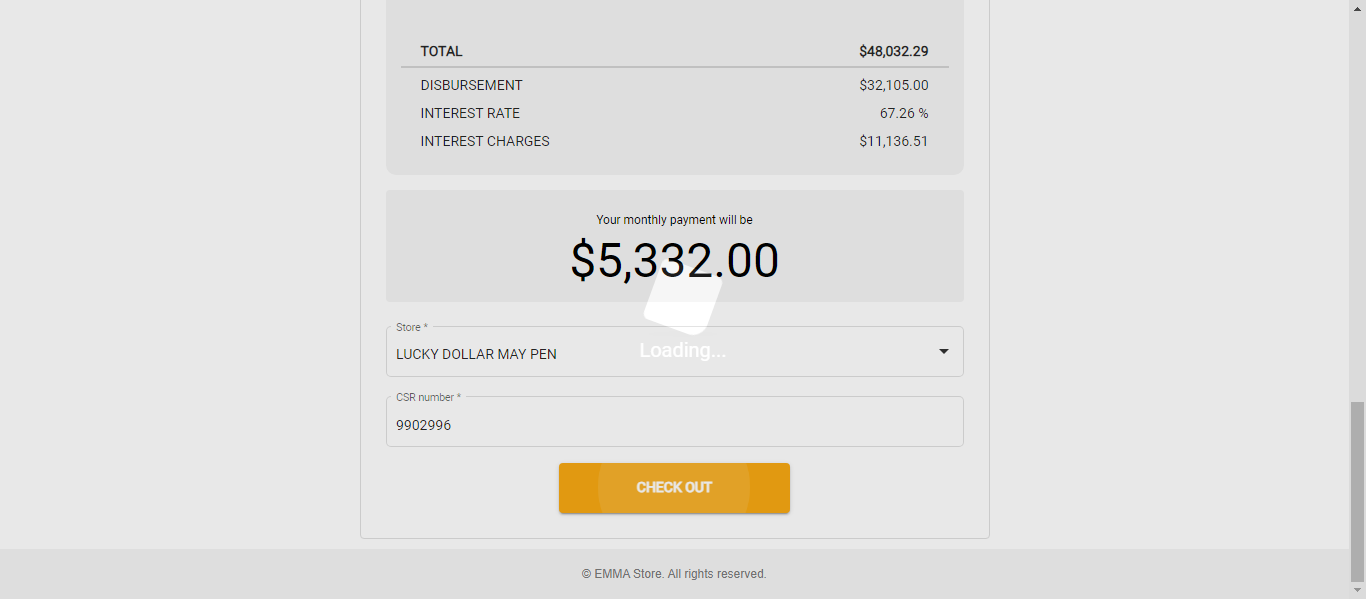 TOTAL $48,032.29
DISBURSEMENT $32,105.00
INTEREST RATE 67.26 %
INTEREST CHARGES $11,136.51
Your monthly payment will be
$5,332.00
Loading...
Store *
LUCKY DOLLAR MAY PEN
CSR number *
9902996
CHECK OUT
© EMMA Store. All rights reserved.